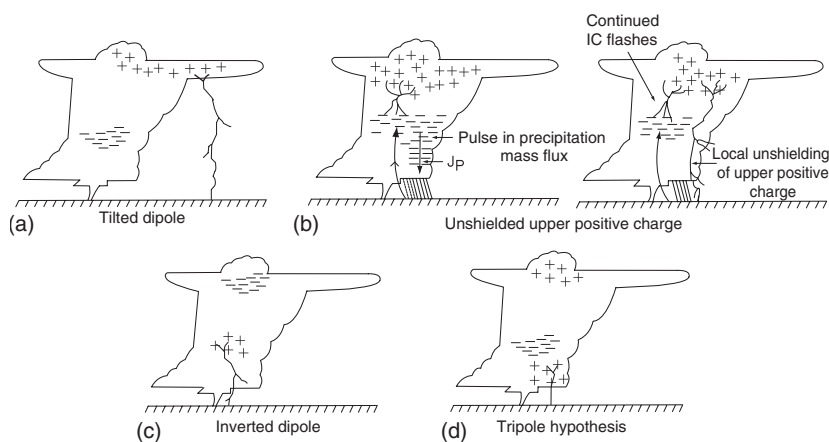 Continued
IC flashes
Pulse in precipitation
mass flux
J_P
Local unshielding
of upper positive
charge
(a)
Tilted dipole
(b)
Unshielded upper positive charge
(c)
Inverted dipole
(d)
Tripole hypothesis